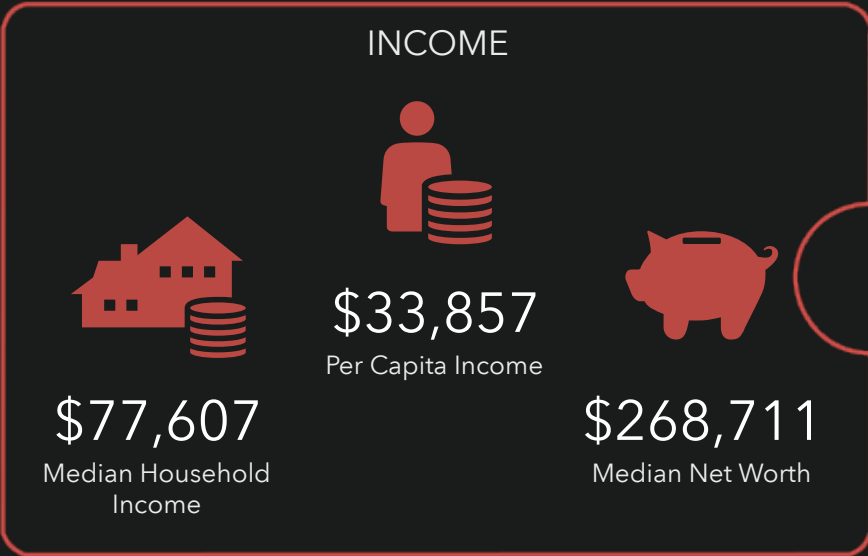 INCOME
$77,607
Median Household
Income
$33,857
Per Capita Income
$268,711
Median Net Worth